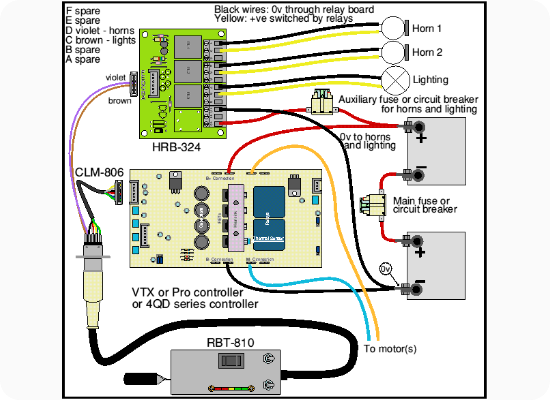 F spare
E spare
D violet - horns
C brown - lights
B spare
A spare
Black wires: 0v through relay board
Yellow: +ve switched by relays
Horn 1
Horn 2
Lighting
violet
brown
Auxiliary fuse or circuit breaker
for horns and lighting
HRB-324
0v to horns
and lighting
+
−
CLM-806
Main fuse or
circuit breaker
+
−
0v
VTX or Pro controller
or 4QD series controller
RBT-810
To motor(s)